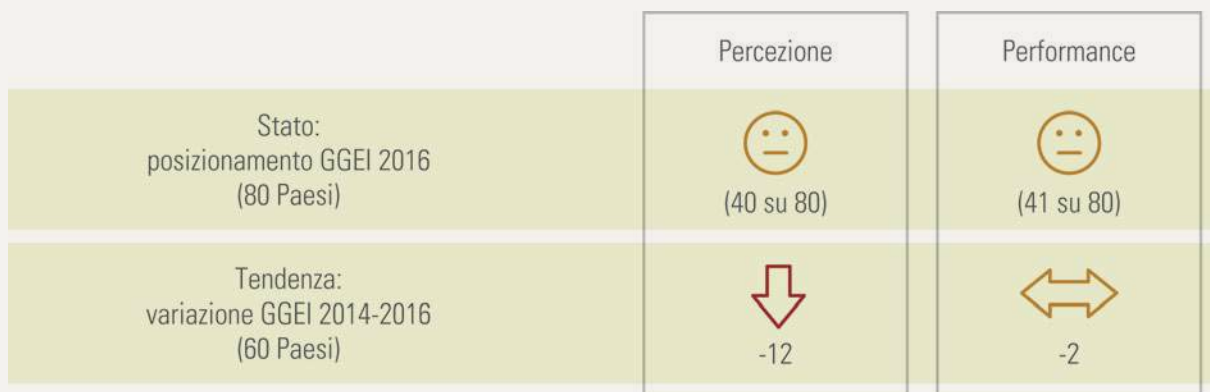 Percezione
Performance
Stato:
posizionamento GGEI 2016
(80 Paesi)
(40 su 80)
(41 su 80)
Tendenza:
variazione GGEI 2014-2016
(60 Paesi)
-12
-2